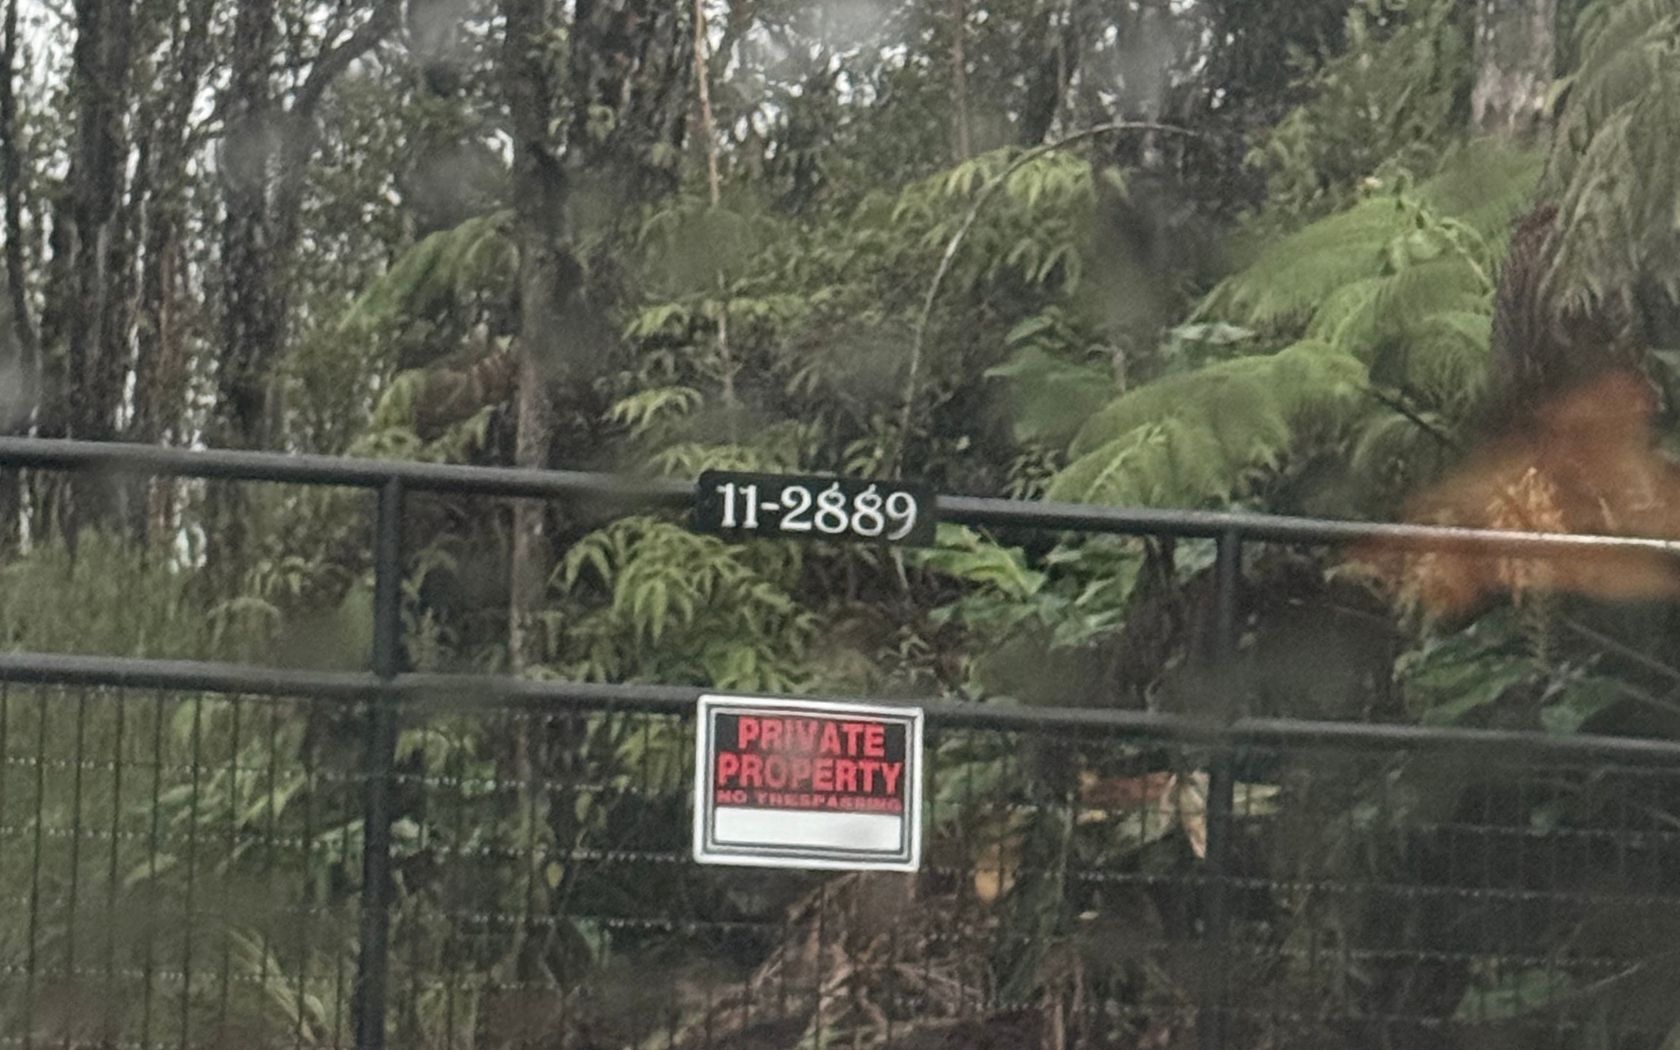 11-2889
PRIVATE
PROPERTY
NO TRESPASSING